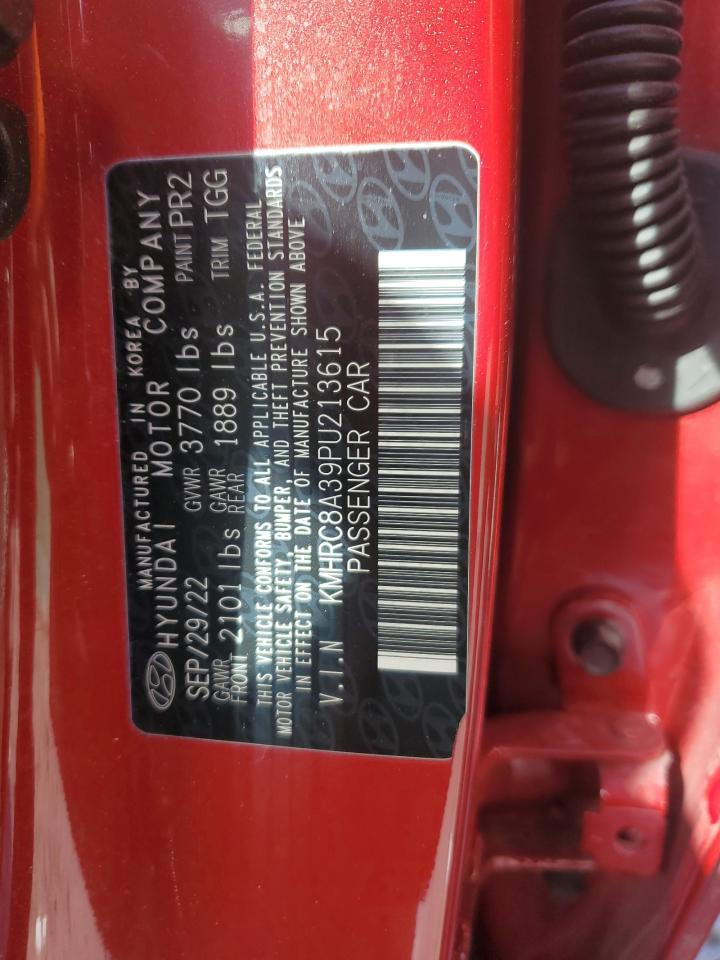 MANUFACTURED IN KOREA BY
HYUNDAI MOTOR COMPANY
SEP/29/22 GVWR 3770 lbs PAINT PR2
GAWR FRONT 2101 lbs GAWR REAR 1889 lbs TRIM TGG
THIS VEHICLE CONFORMS TO ALL APPLICABLE U.S.A. FEDERAL
MOTOR VEHICLE SAFETY, BUMPER, AND THEFT PREVENTION STANDARDS
IN EFFECT ON THE DATE OF MANUFACTURE SHOWN ABOVE
V.I.N KMHRC8A39PU213615
PASSENGER CAR